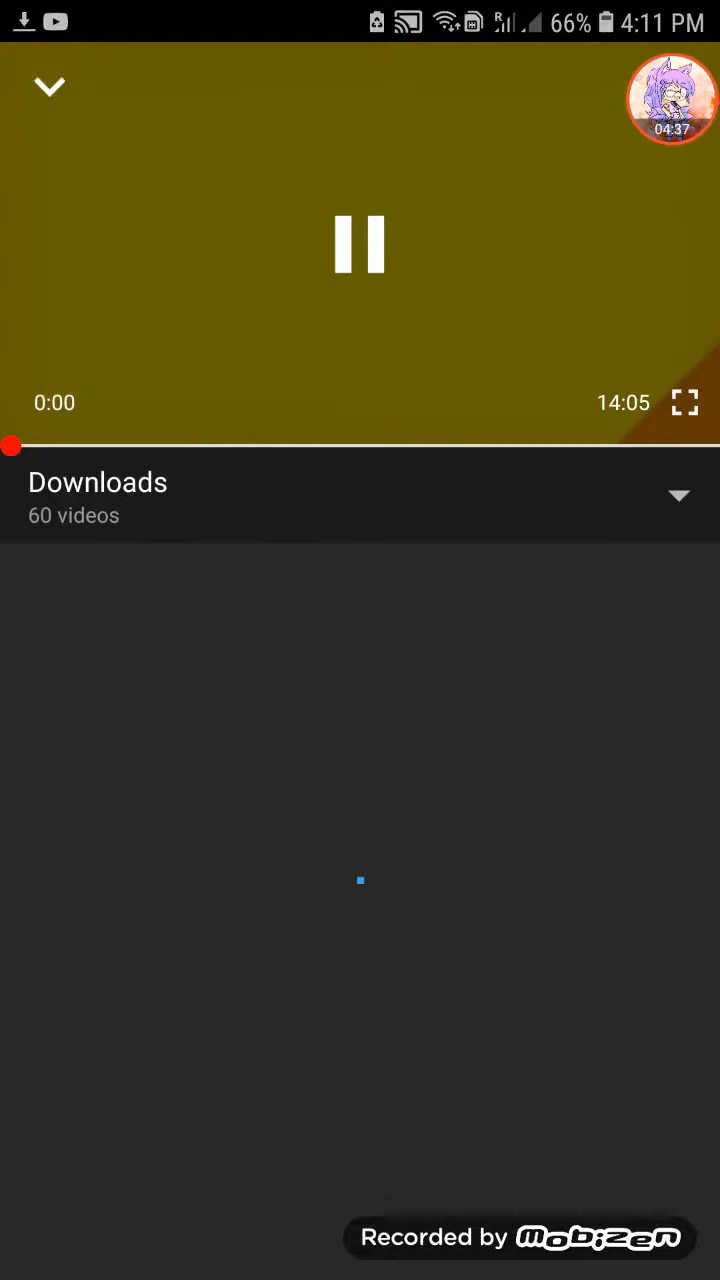 R 66% 4:11 PM
04:37
0:00 14:05
Downloads
60 videos
Recorded by mobizen